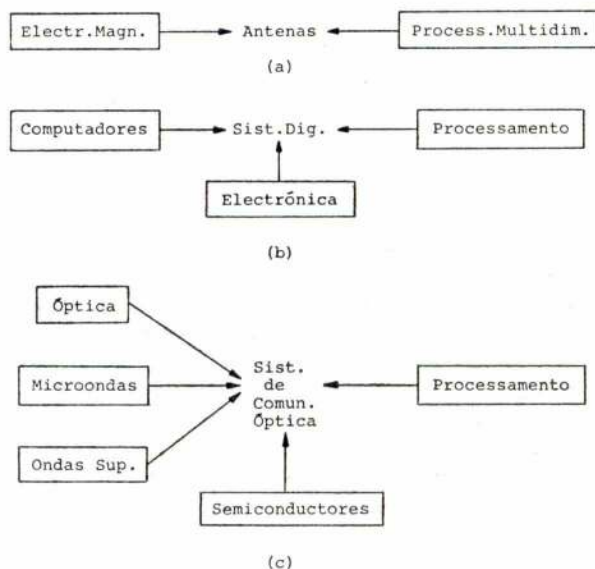 Electr.Magn.
Antenas
Process.Multidim.
(a)
Computadores
Sist.Dig.
Processamento
Electrónica
(b)
Óptica
Microondas
Sist.
de
Comun.
Óptica
Processamento
Ondas Sup.
Semiconductores
(c)